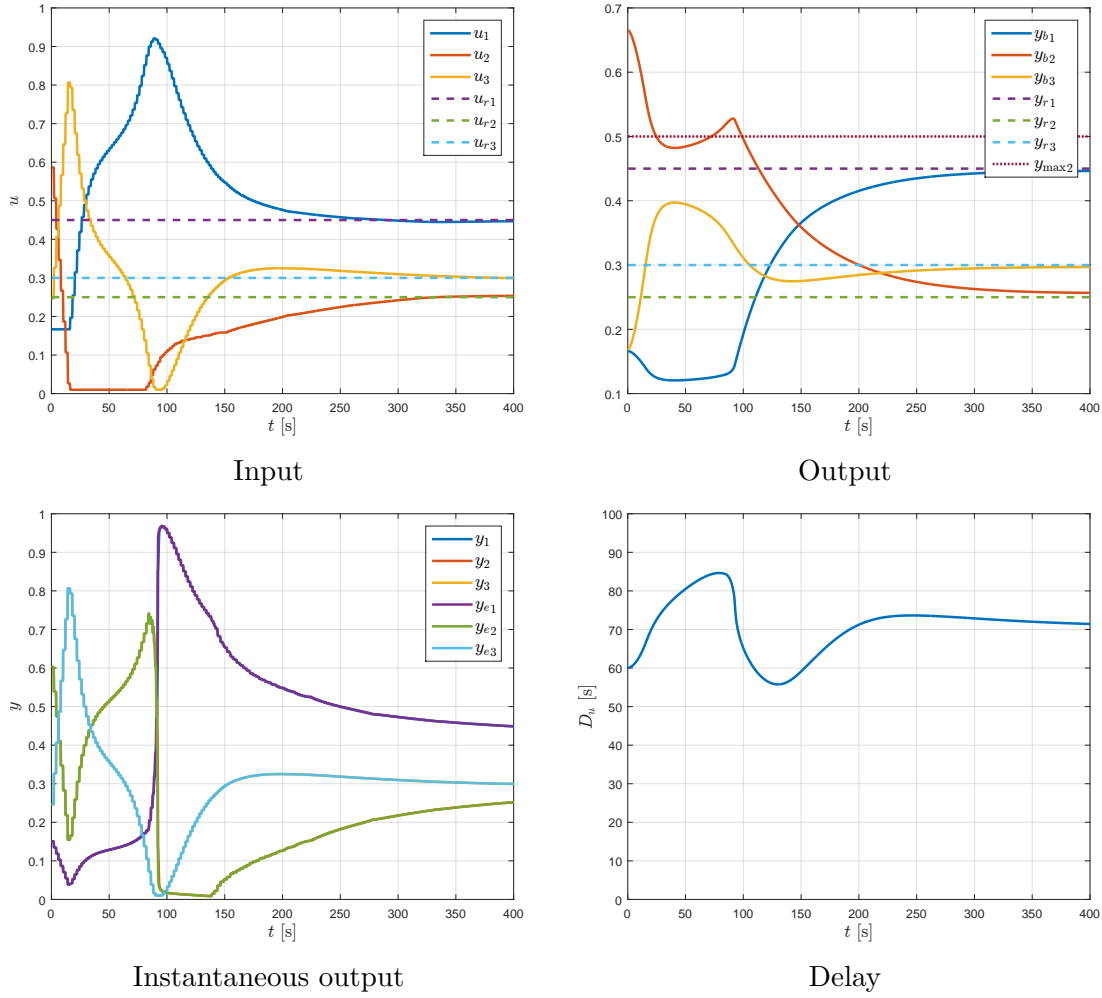 1
0.9
0.8
0.7
0.6
0.5
0.4
0.3
0.2
0.1
0
u
0 50 100 150 200 250 300 350 400
t [s]
u1
u2
u3
ur1
ur2
ur3
Input
0.7
0.6
0.5
0.4
0.3
0.2
0.1
0 50 100 150 200 250 300 350 400
t [s]
yb1
yb2
yb3
yr1
yr2
yr3
ymax2
Output
1
0.9
0.8
0.7
0.6
0.5
0.4
0.3
0.2
0.1
0
y
0 50 100 150 200 250 300 350 400
t [s]
y1
y2
y3
ye1
ye2
ye3
Instantaneous output
100
90
80
70
60
50
40
30
20
10
0
Du [s]
0 50 100 150 200 250 300 350 400
t [s]
Delay